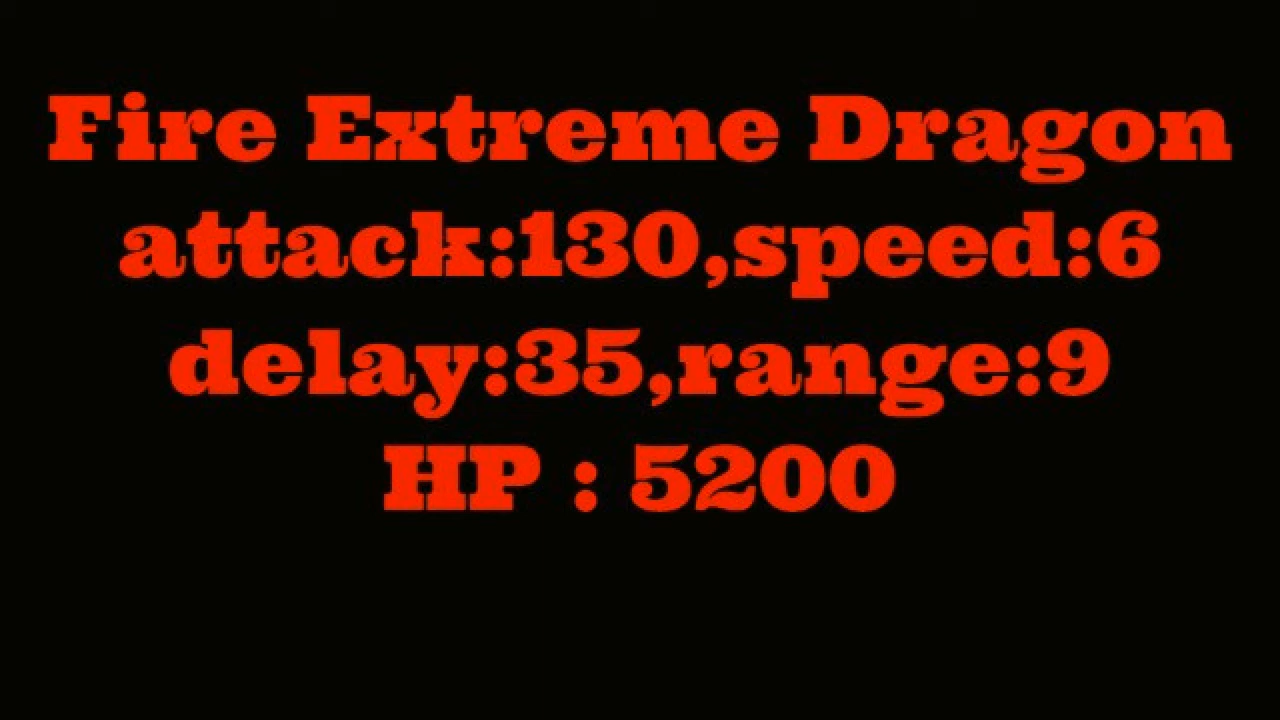 Fire Extreme Dragon
attack:130,speed:6
delay:35,range:9
HP : 5200